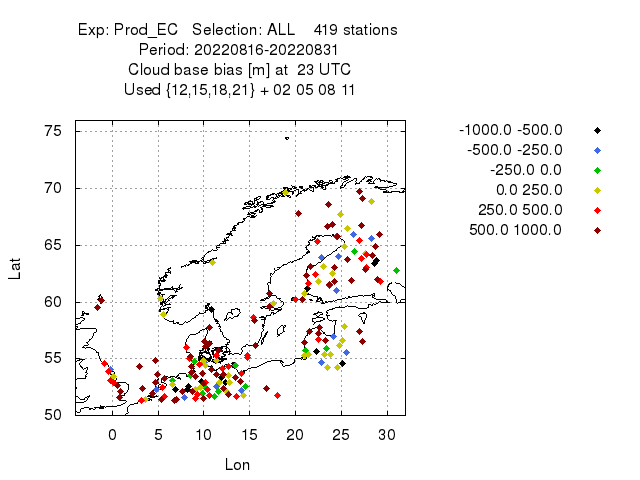 Exp: Prod_EC   Selection: ALL    419 stations
Period: 20220816-20220831
Cloud base bias [m] at  23 UTC
Used {12,15,18,21} + 02 05 08 11
-1000.0 -500.0
-500.0 -250.0
-250.0 0.0
0.0 250.0
250.0 500.0
500.0 1000.0
75
70
65
60
55
50
Lat
0 5 10 15 20 25 30
Lon